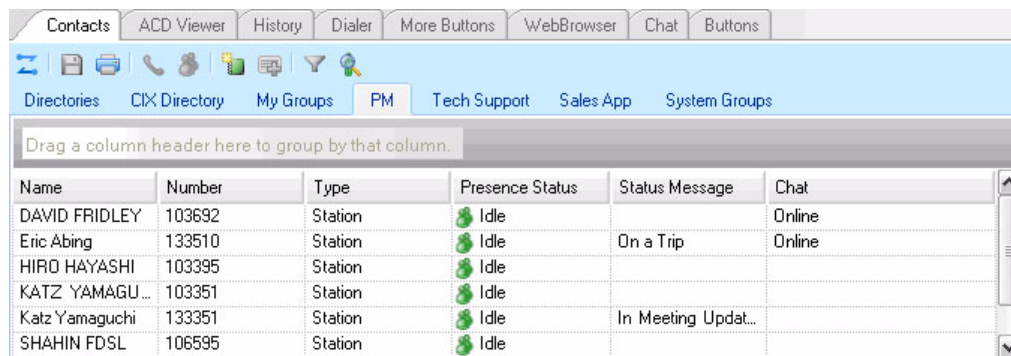 Contacts ACD Viewer History Dialer More Buttons WebBrowser Chat Buttons
Directories CIX Directory My Groups PM Tech Support Sales App System Groups
Drag a column header here to group by that column.
Name Number Type Presence Status Status Message Chat
DAVID FRIDLEY 103692 Station Idle Online
Eric Abing 133510 Station Idle On a Trip Online
HIRO HAYASHI 103395 Station Idle
KATZ YAMAGU... 103351 Station Idle
Katz Yamaguchi 133351 Station Idle In Meeting Updat...
SHAHIN FDSL 106595 Station Idle